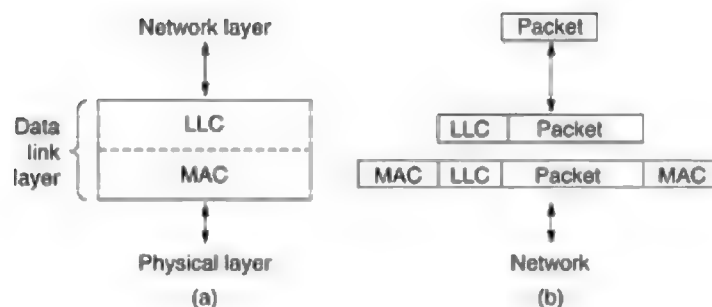 Network layer
Data
link
layer
LLC
MAC
Physical layer
(a)
Packet
LLC Packet
MAC LLC Packet MAC
Network
(b)